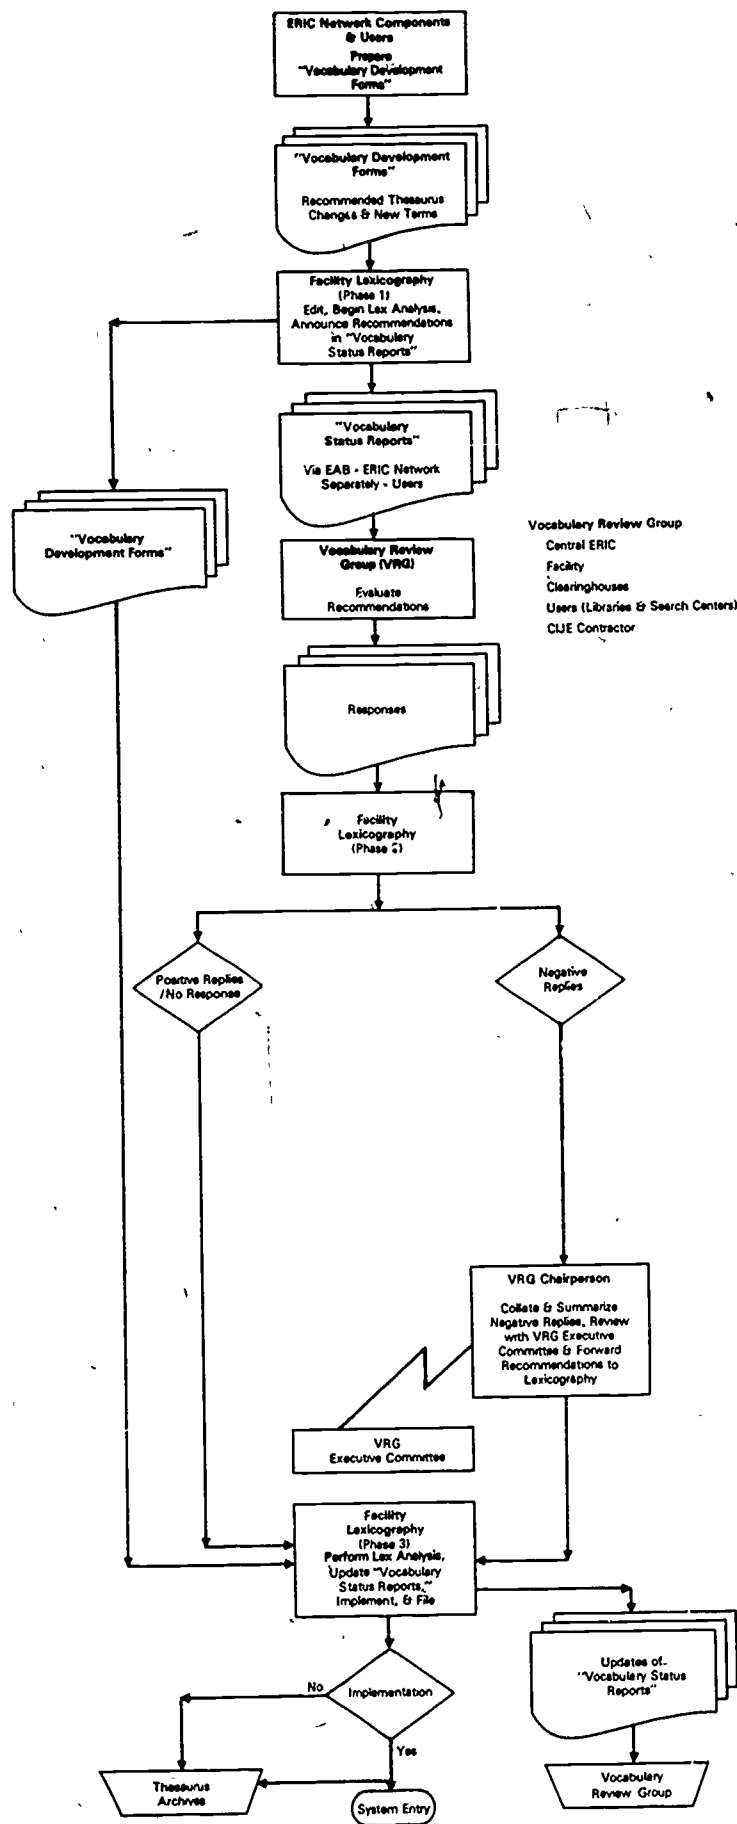 ERIC Network Components
& Users
Prepare
"Vocabulary Development
Forms"
"Vocabulary Development
Forms"
Recommended Thesaurus
Changes & New Terms
Facility Lexicography
(Phase 1)
Edit, Begin Lex Analysis,
Announce Recommendations
in "Vocabulary
Status Reports"
"Vocabulary
Status Reports"
Via EAB - ERIC Network
Separately - Users
"Vocabulary
Development Forms"
Vocabulary Review
Group (VRG)
Evaluate
Recommendations
Vocabulary Review Group
Central ERIC
Facility
Clearinghouses
Users (Libraries & Search Centers)
CIJE Contractor
Responses
Facility
Lexicography
(Phase
Positive Replies
/No Response
Negative
Replies
VRG Chairperson
Collate & Summarize
Negative Replies, Review
with VRG Executive
Committee & Forward
Recommendations to
Lexicography
VRG
Executive Committee
Facility
Lexicography
(Phase 3)
Perform Lex Analysis,
Update "Vocabulary
Status Reports,"
Implement, & File
Updates of
"Vocabulary Status
Reports"
No
Implementation
Yes
Thesaurus
Archives
System Entry
Vocabulary
Review Group